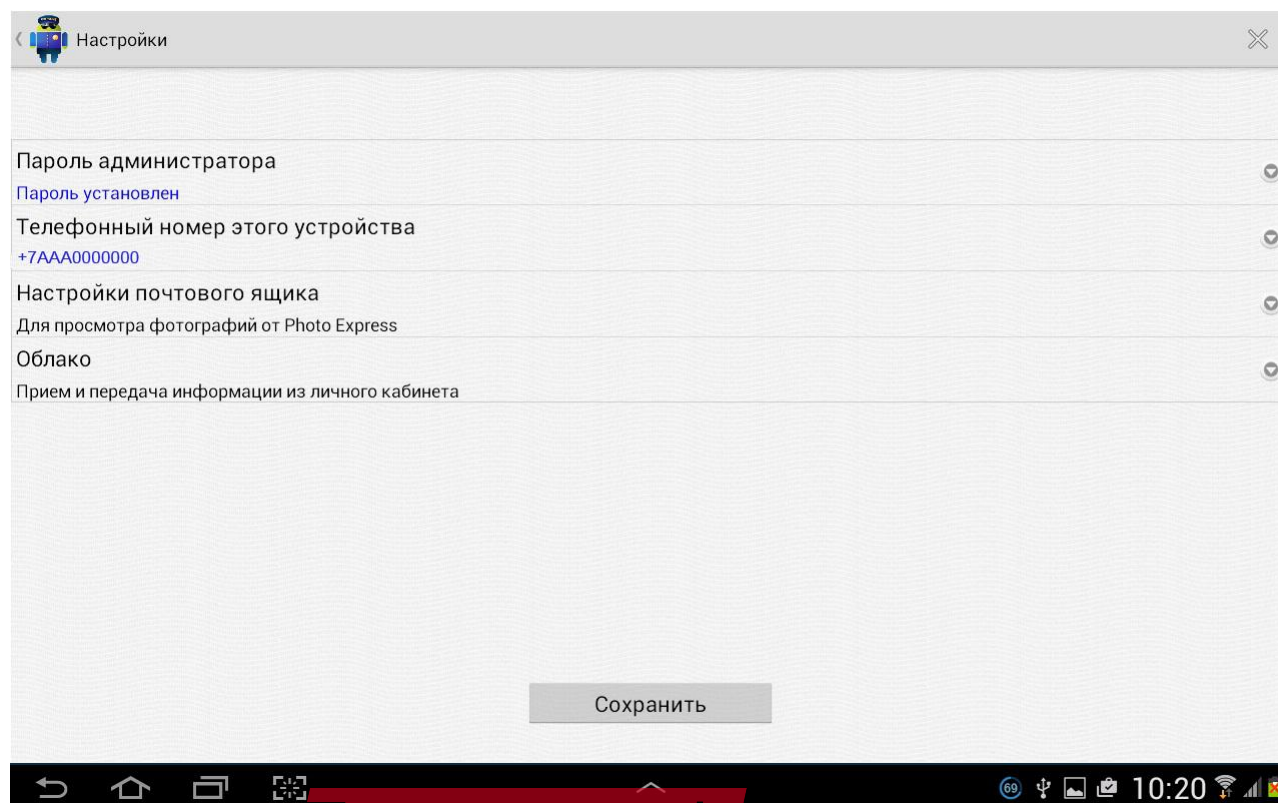 Настройки
Пароль администратора
Пароль установлен
Телефонный номер этого устройства
+7AAA0000000
Настройки почтового ящика
Для просмотра фотографий от Photo Express
Облако
Прием и передача информации из личного кабинета
Сохранить
69 10:20